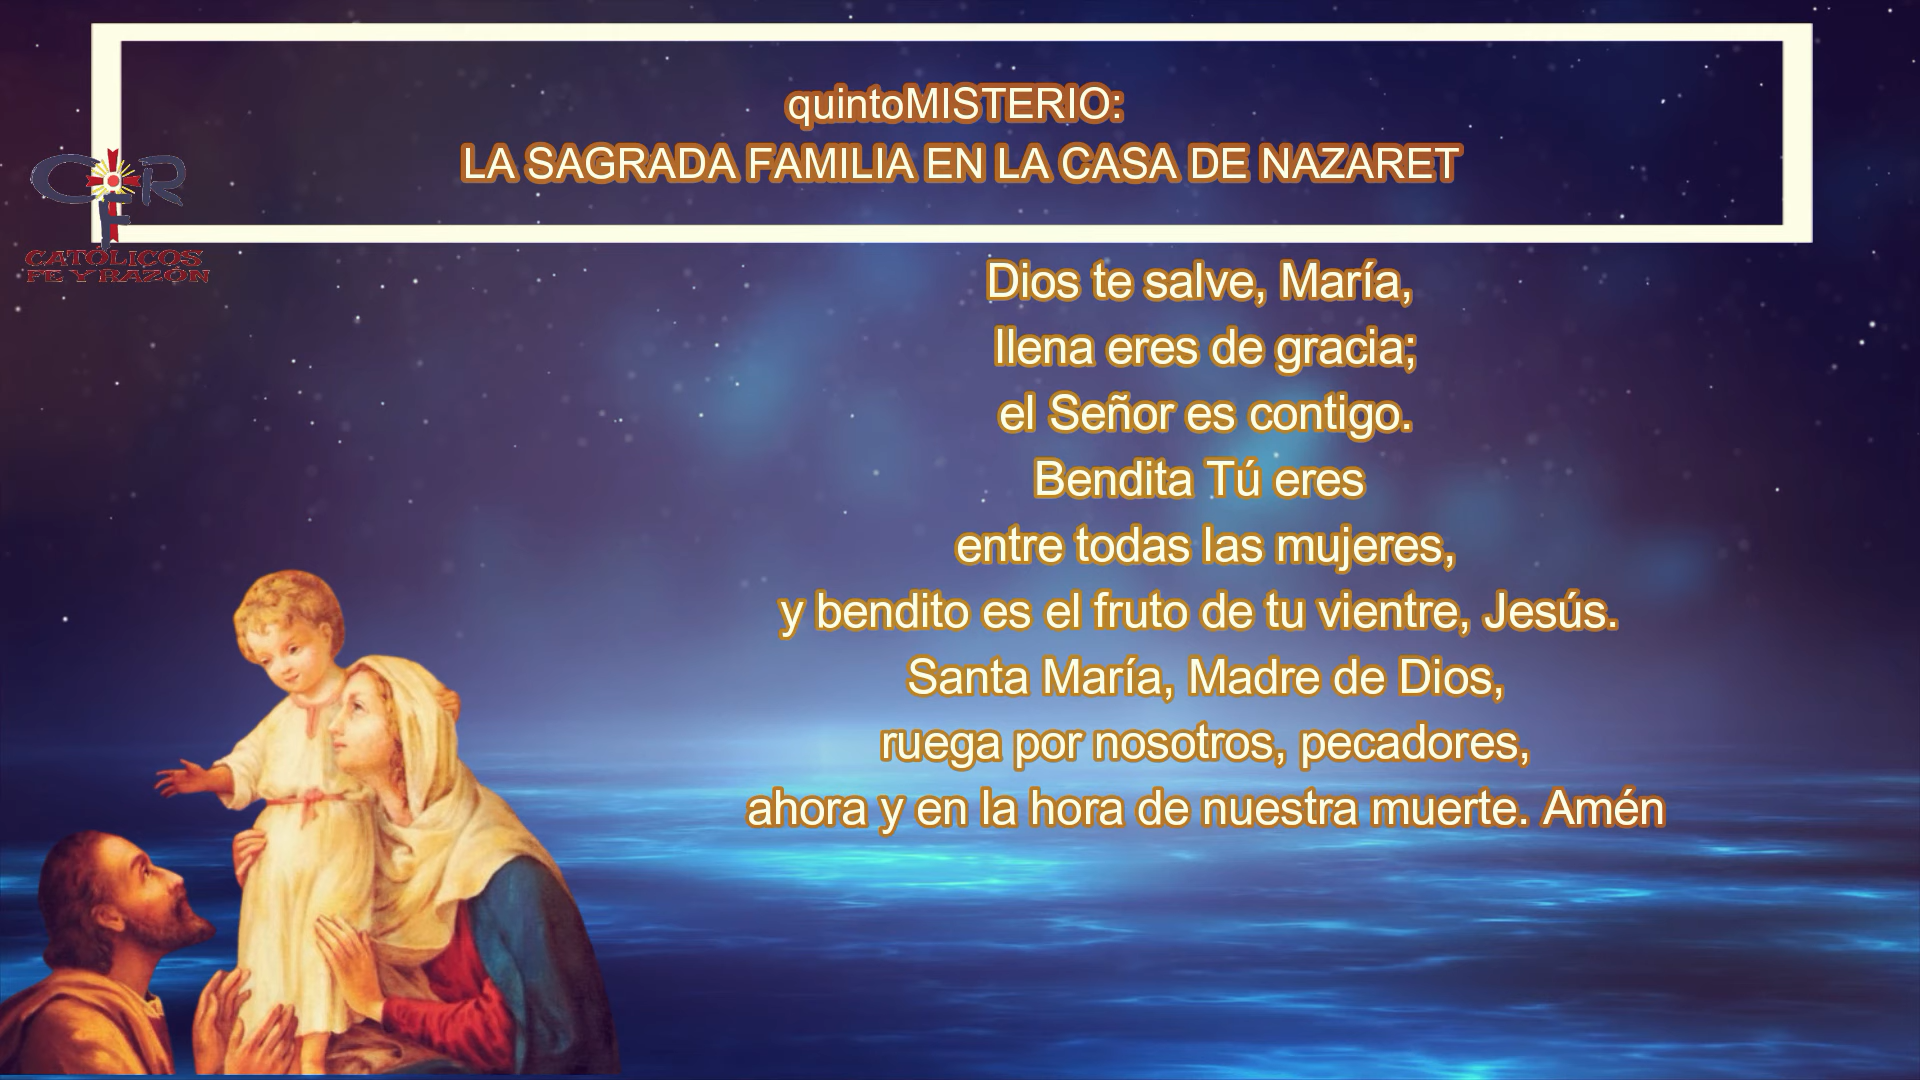 quintoMISTERIO:
LA SAGRADA FAMILIA EN LA CASA DE NAZARET
CFR
CATÓLICOS
FE Y RAZÓN
Dios te salve, María,
llena eres de gracia;
el Señor es contigo.
Bendita Tú eres
entre todas las mujeres,
y bendito es el fruto de tu vientre, Jesús.
Santa María, Madre de Dios,
ruega por nosotros, pecadores,
ahora y en la hora de nuestra muerte. Amén